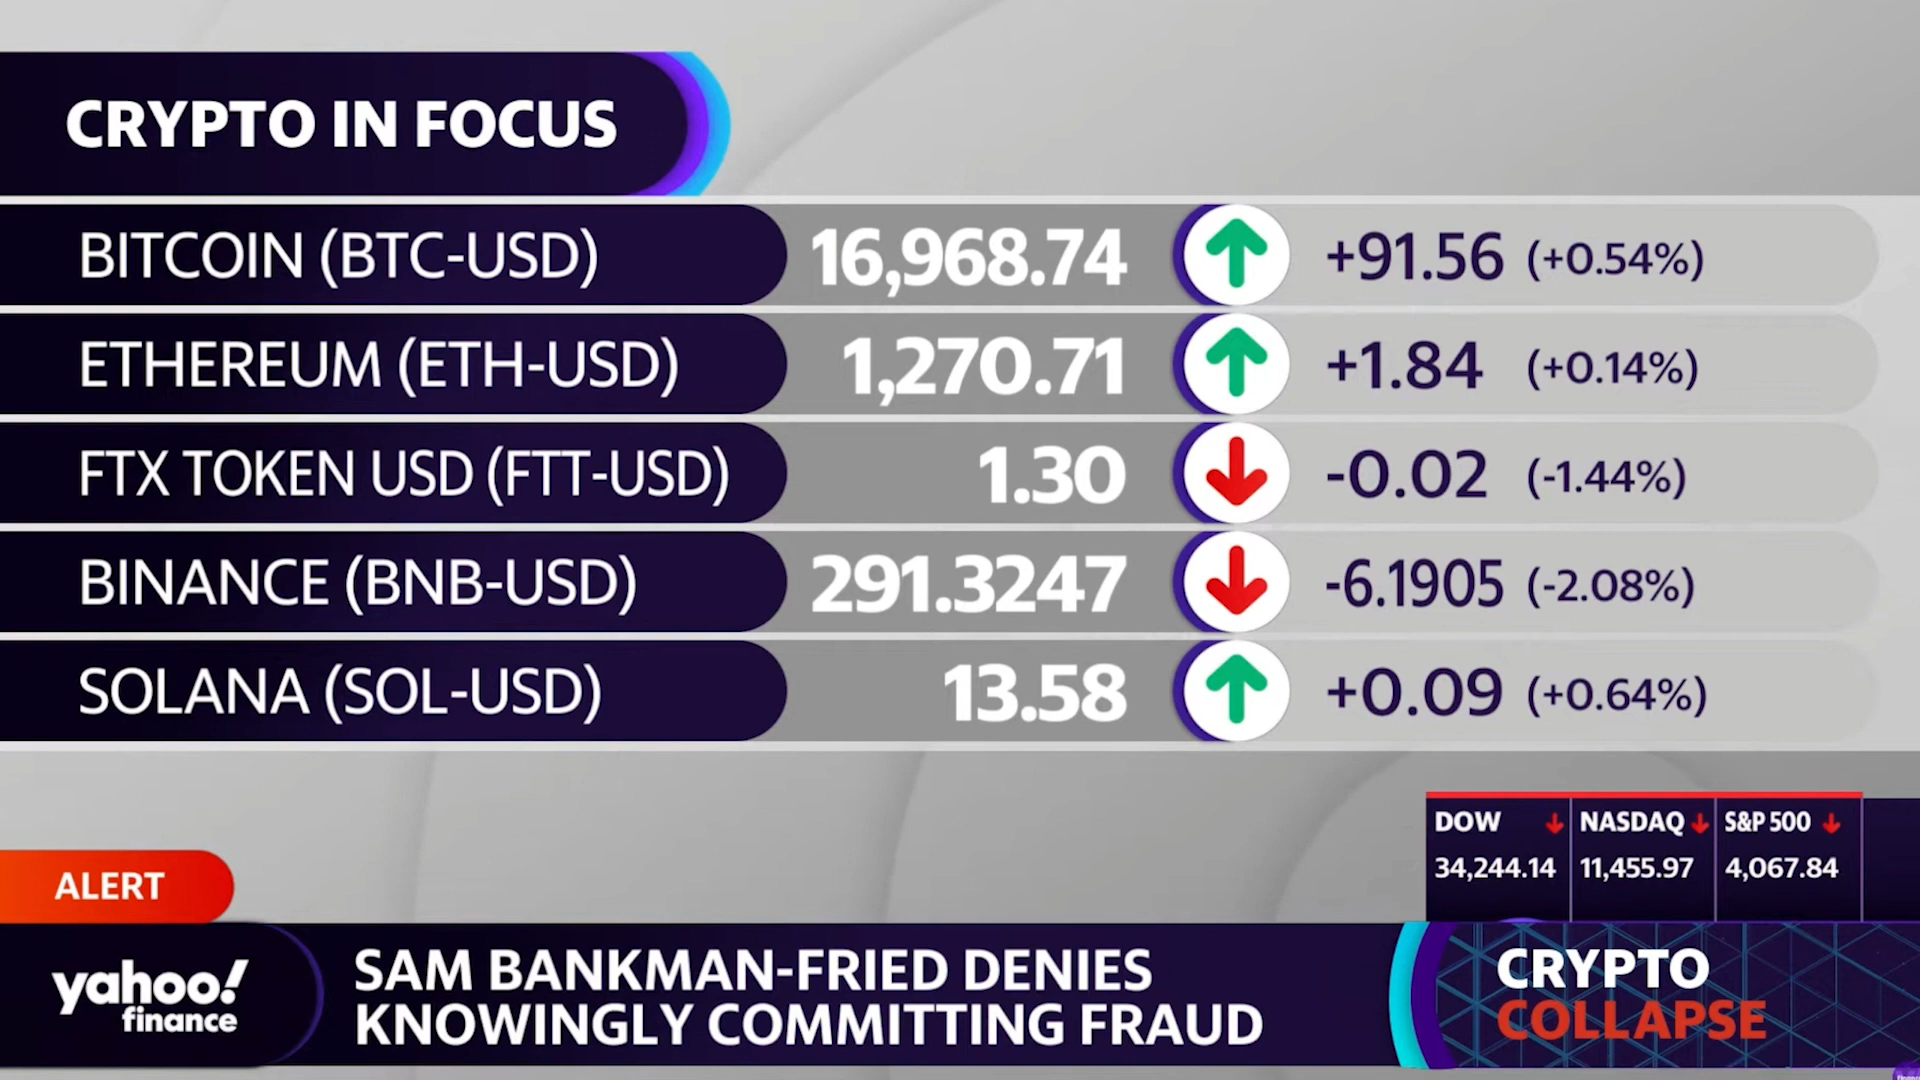 CRYPTO IN FOCUS
BITCOIN (BTC-USD) 16,968.74 +91.56 (+0.54%)
ETHEREUM (ETH-USD) 1,270.71 +1.84 (+0.14%)
FTX TOKEN USD (FTT-USD) 1.30 -0.02 (-1.44%)
BINANCE (BNB-USD) 291.3247 -6.1905 (-2.08%)
SOLANA (SOL-USD) 13.58 +0.09 (+0.64%)
DOW NASDAQ S&P 500
34,244.14 11,455.97 4,067.84
ALERT
yahoo!
finance
SAM BANKMAN-FRIED DENIES
KNOWINGLY COMMITTING FRAUD
CRYPTO
COLLAPSE